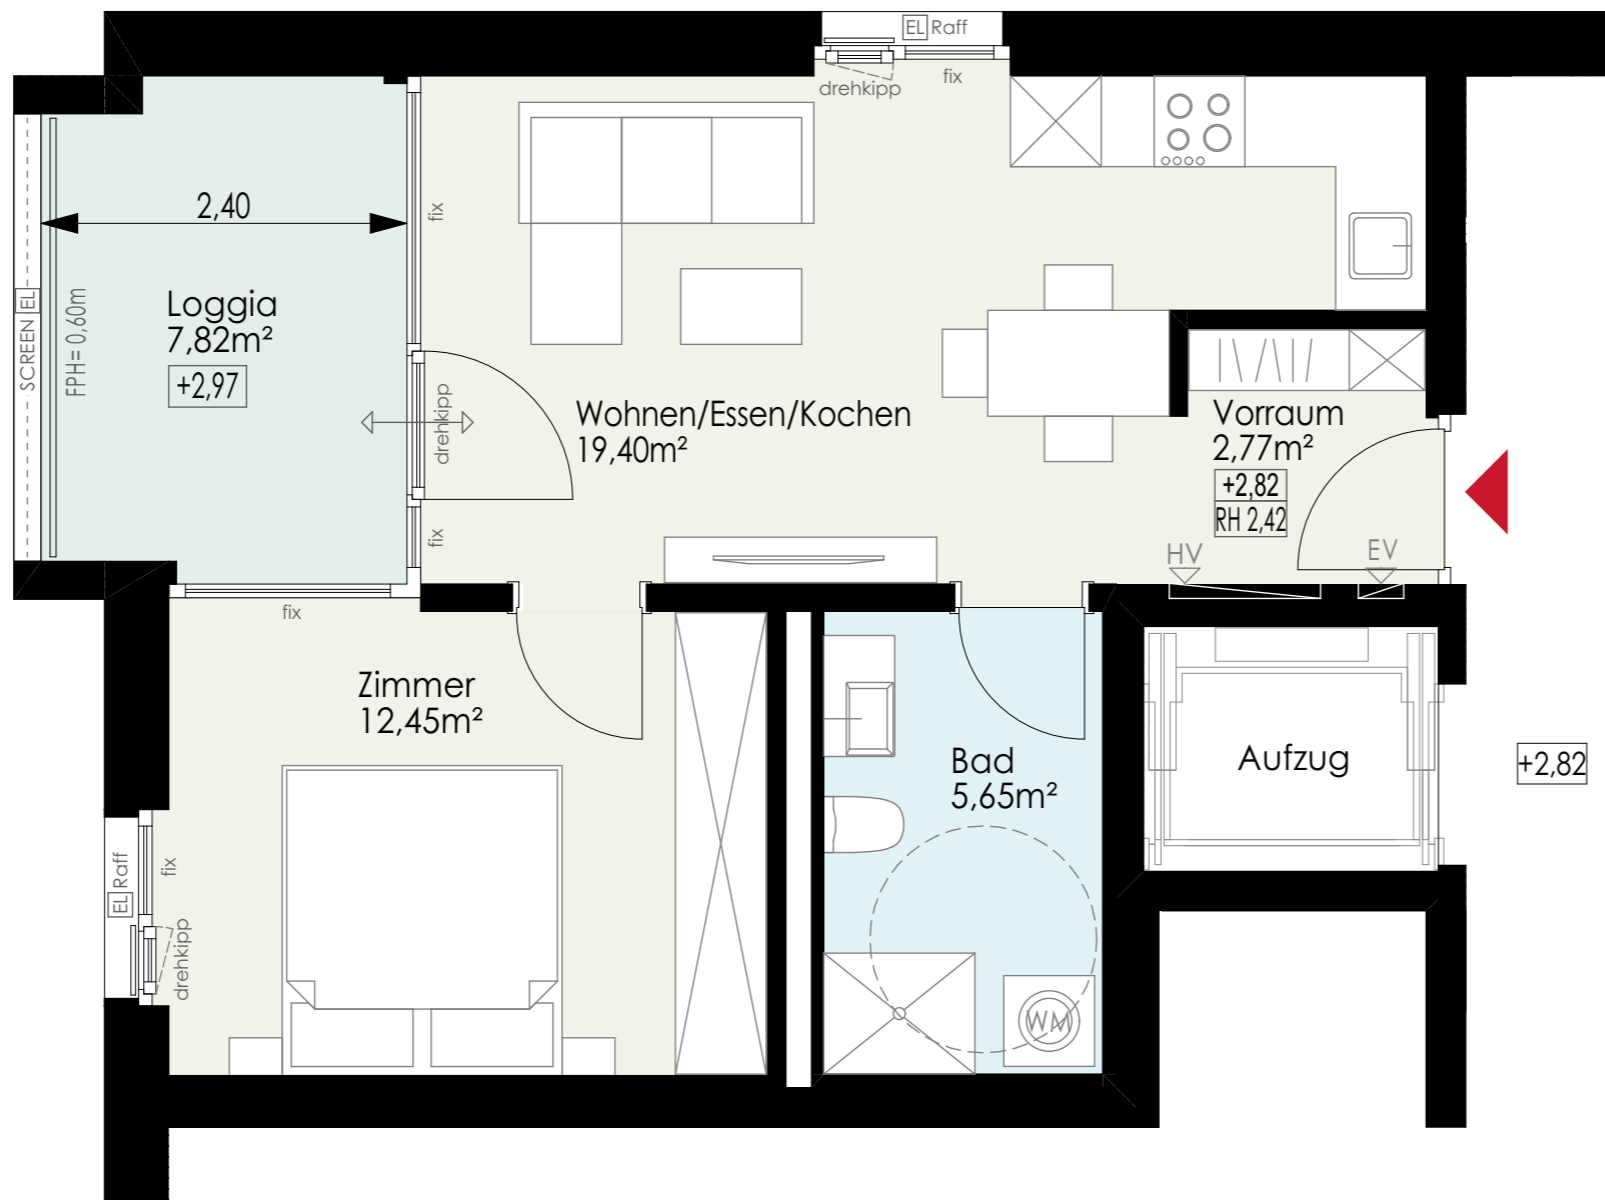 EL Raff
drehkipp
fix
2,40
fix
SCREEN EL
FPH= 0,60m
Loggia
7,82m²
+2,97
drehkipp
Wohnen/Essen/Kochen
19,40m²
Vorraum
2,77m²
+2,82
RH 2,42
fix
HV
EV
fix
Zimmer
12,45m²
Bad
5,65m²
Aufzug
+2,82
EL Raff
fix
drehkipp
WM